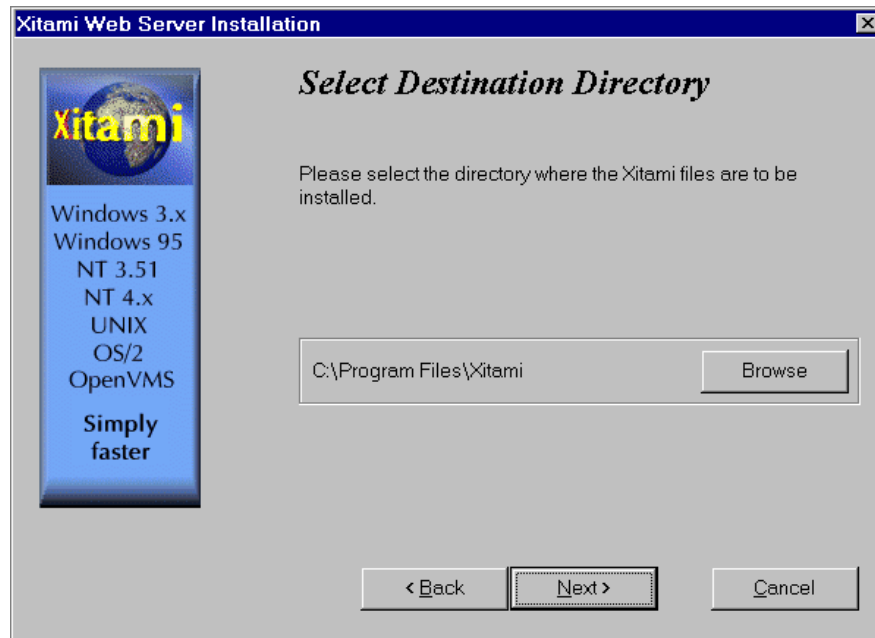 Xitami Web Server Installation
Xitami
Windows 3.x
Windows 95
NT 3.51
NT 4.x
UNIX
OS/2
OpenVMS
Simply
faster
Select Destination Directory
Please select the directory where the Xitami files are to be
installed.
C:\Program Files\Xitami
Browse
< Back
Next >
Cancel